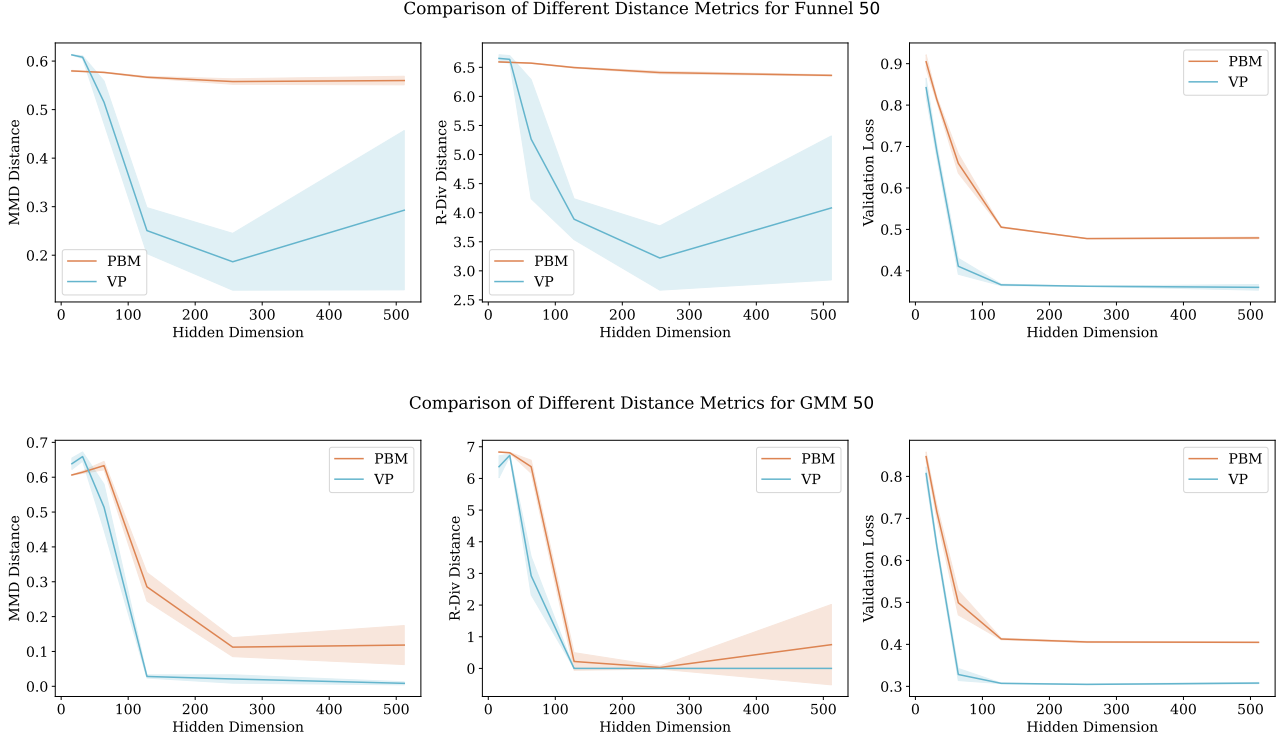 Comparison of Different Distance Metrics for Funnel 50
MMD Distance
0.6
0.5
0.4
0.3
0.2
PBM
VP
0 100 200 300 400 500
Hidden Dimension
R-Div Distance
6.5
6.0
5.5
5.0
4.5
4.0
3.5
3.0
2.5
PBM
VP
0 100 200 300 400 500
Hidden Dimension
Validation Loss
0.9
0.8
0.7
0.6
0.5
0.4
PBM
VP
0 100 200 300 400 500
Hidden Dimension
Comparison of Different Distance Metrics for GMM 50
MMD Distance
0.7
0.6
0.5
0.4
0.3
0.2
0.1
0.0
PBM
VP
0 100 200 300 400 500
Hidden Dimension
R-Div Distance
7
6
5
4
3
2
1
0
PBM
VP
0 100 200 300 400 500
Hidden Dimension
Validation Loss
0.8
0.7
0.6
0.5
0.4
0.3
PBM
VP
0 100 200 300 400 500
Hidden Dimension